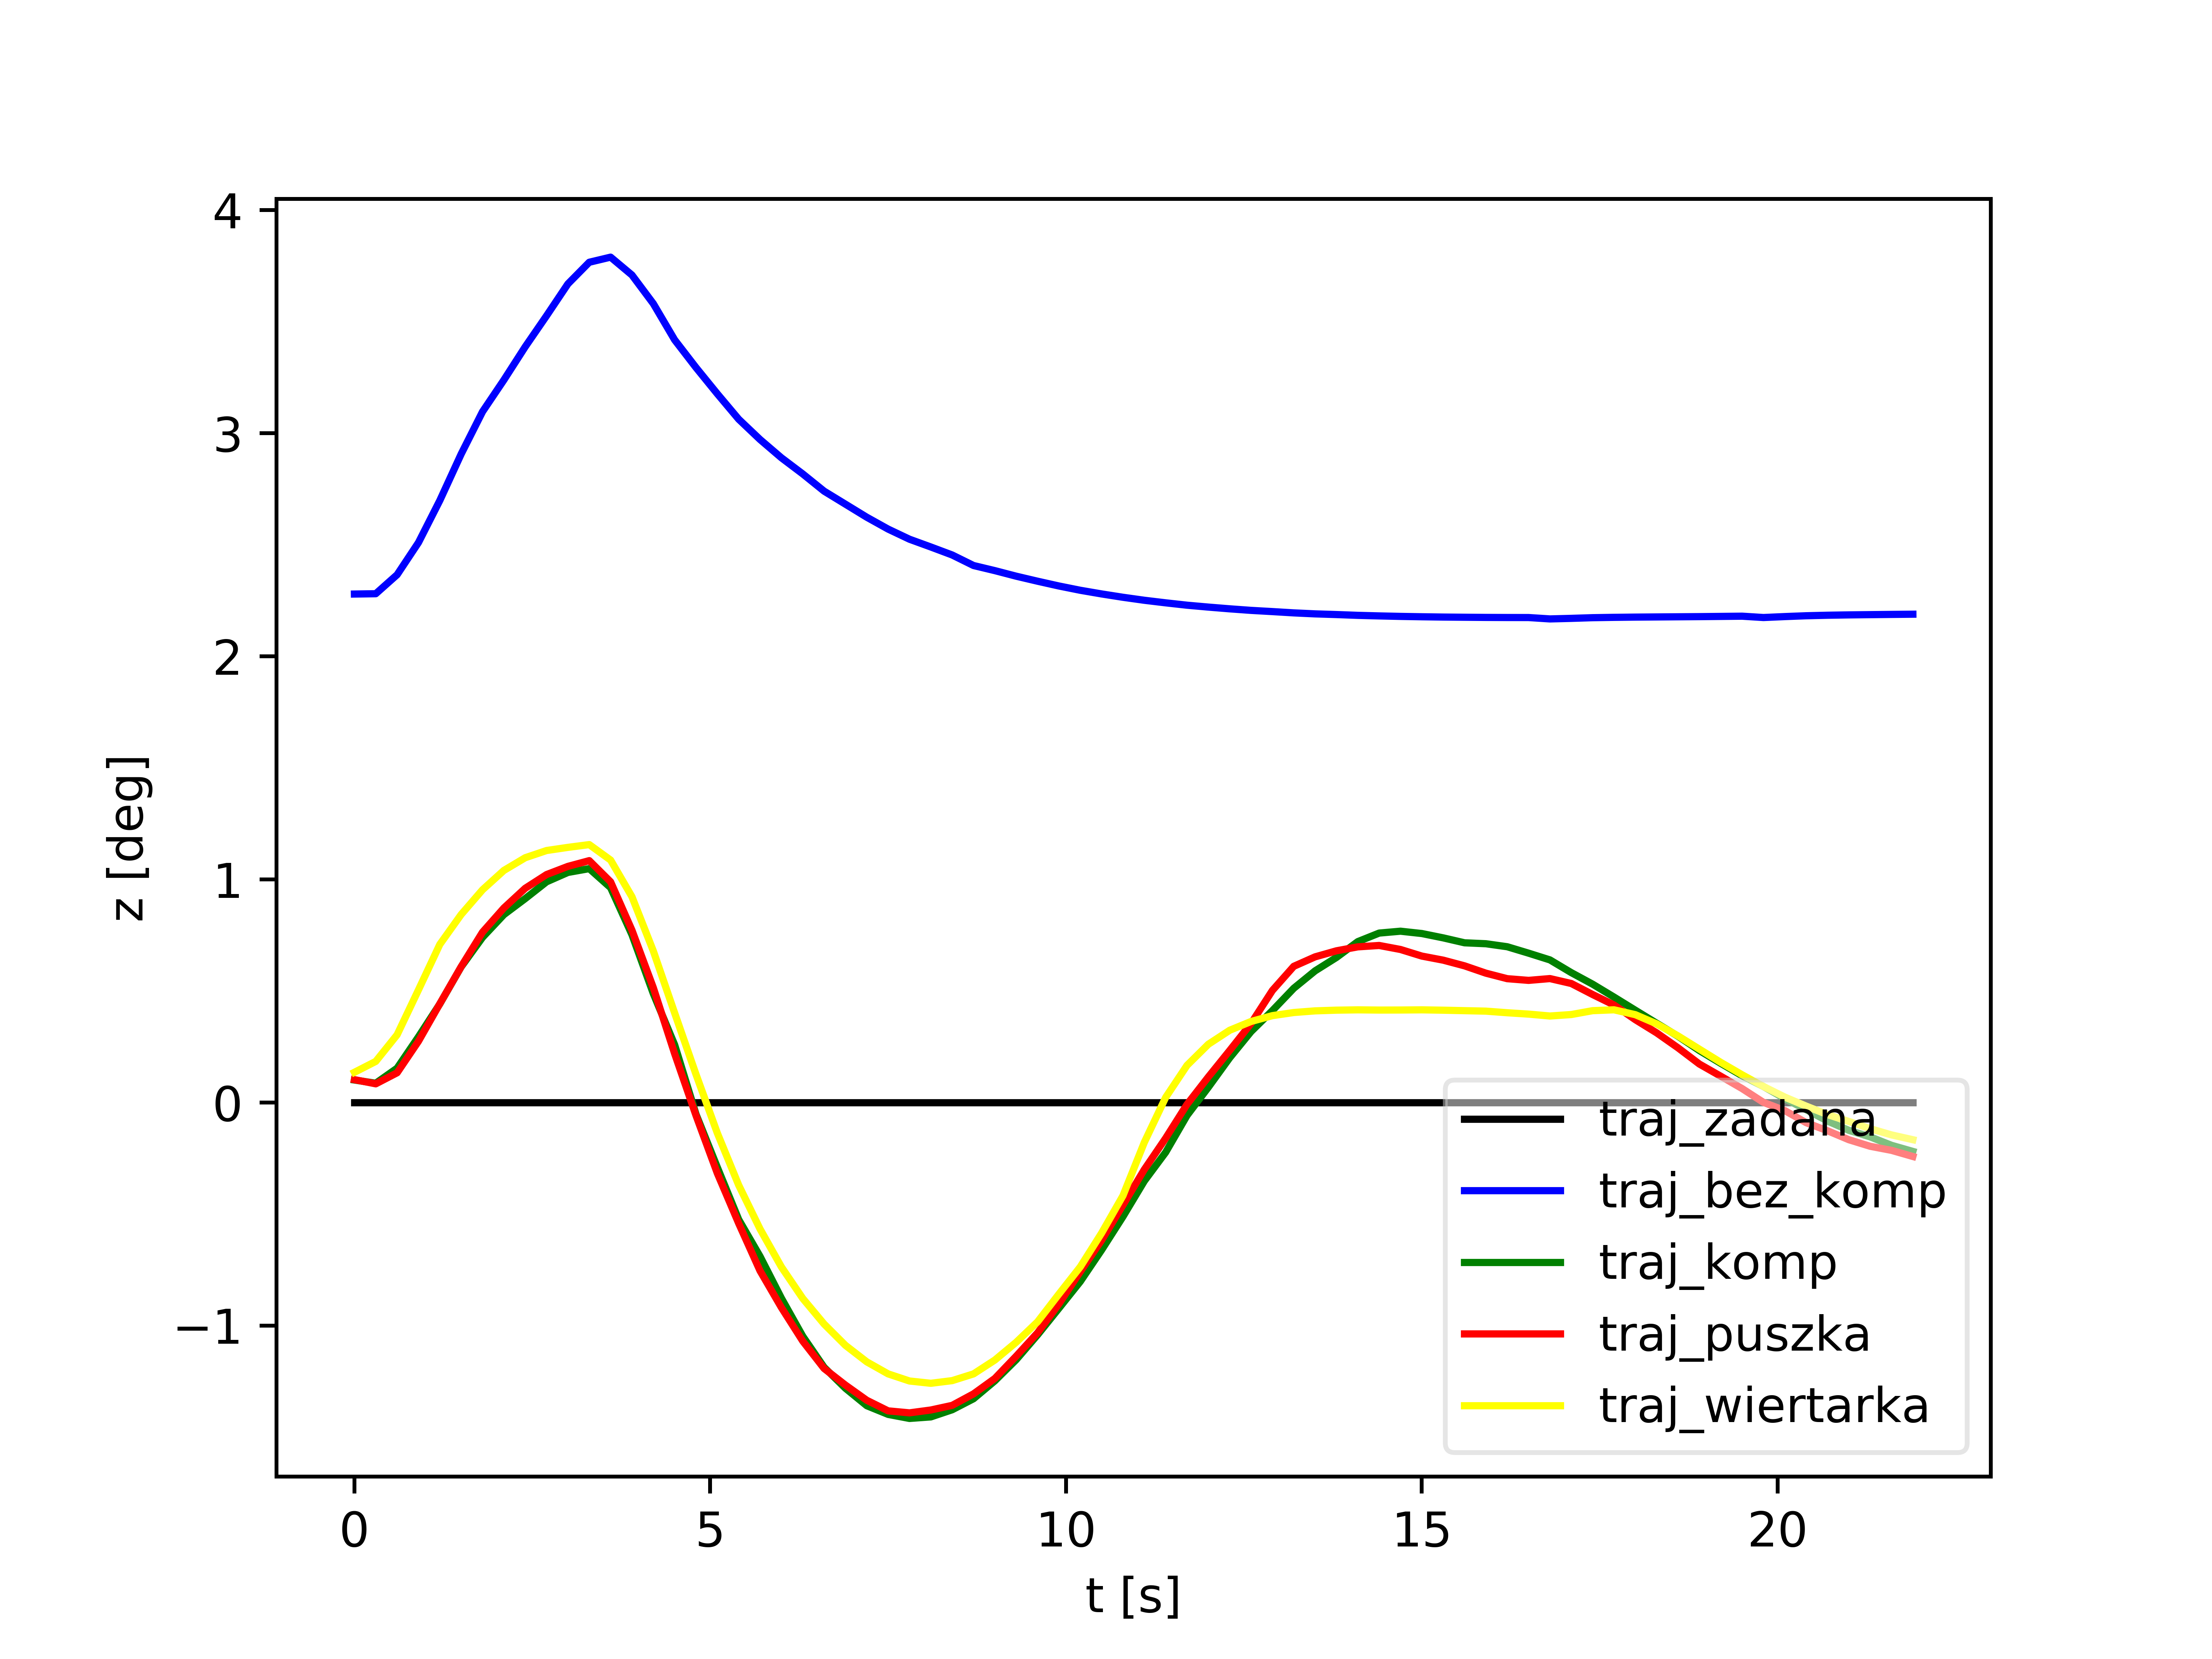 4
3
2
1
0
−1
z [deg]
0 5 10 15 20
t [s]
traj_zadana
traj_bez_komp
traj_komp
traj_puszka
traj_wiertarka